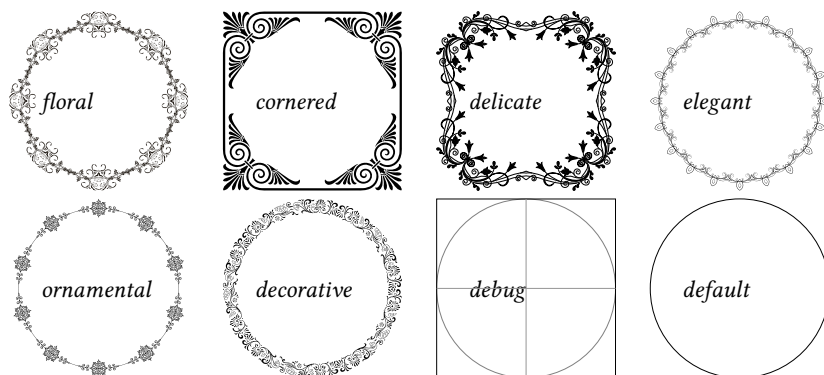 floral cornered delicate elegant
ornamental decorative debug default